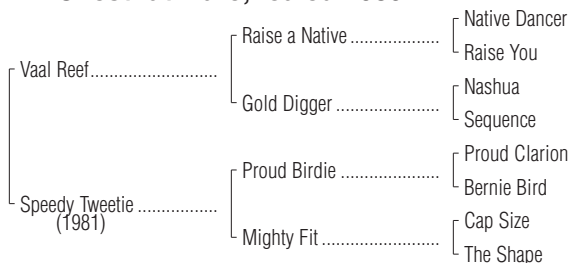 Native Dancer
Raise a Native
Raise You
Vaal Reef
Nashua
Gold Digger
Sequence
Proud Clarion
Proud Birdie
Bernie Bird
Speedy Tweetie
(1981)
Cap Size
Mighty Fit
The Shape